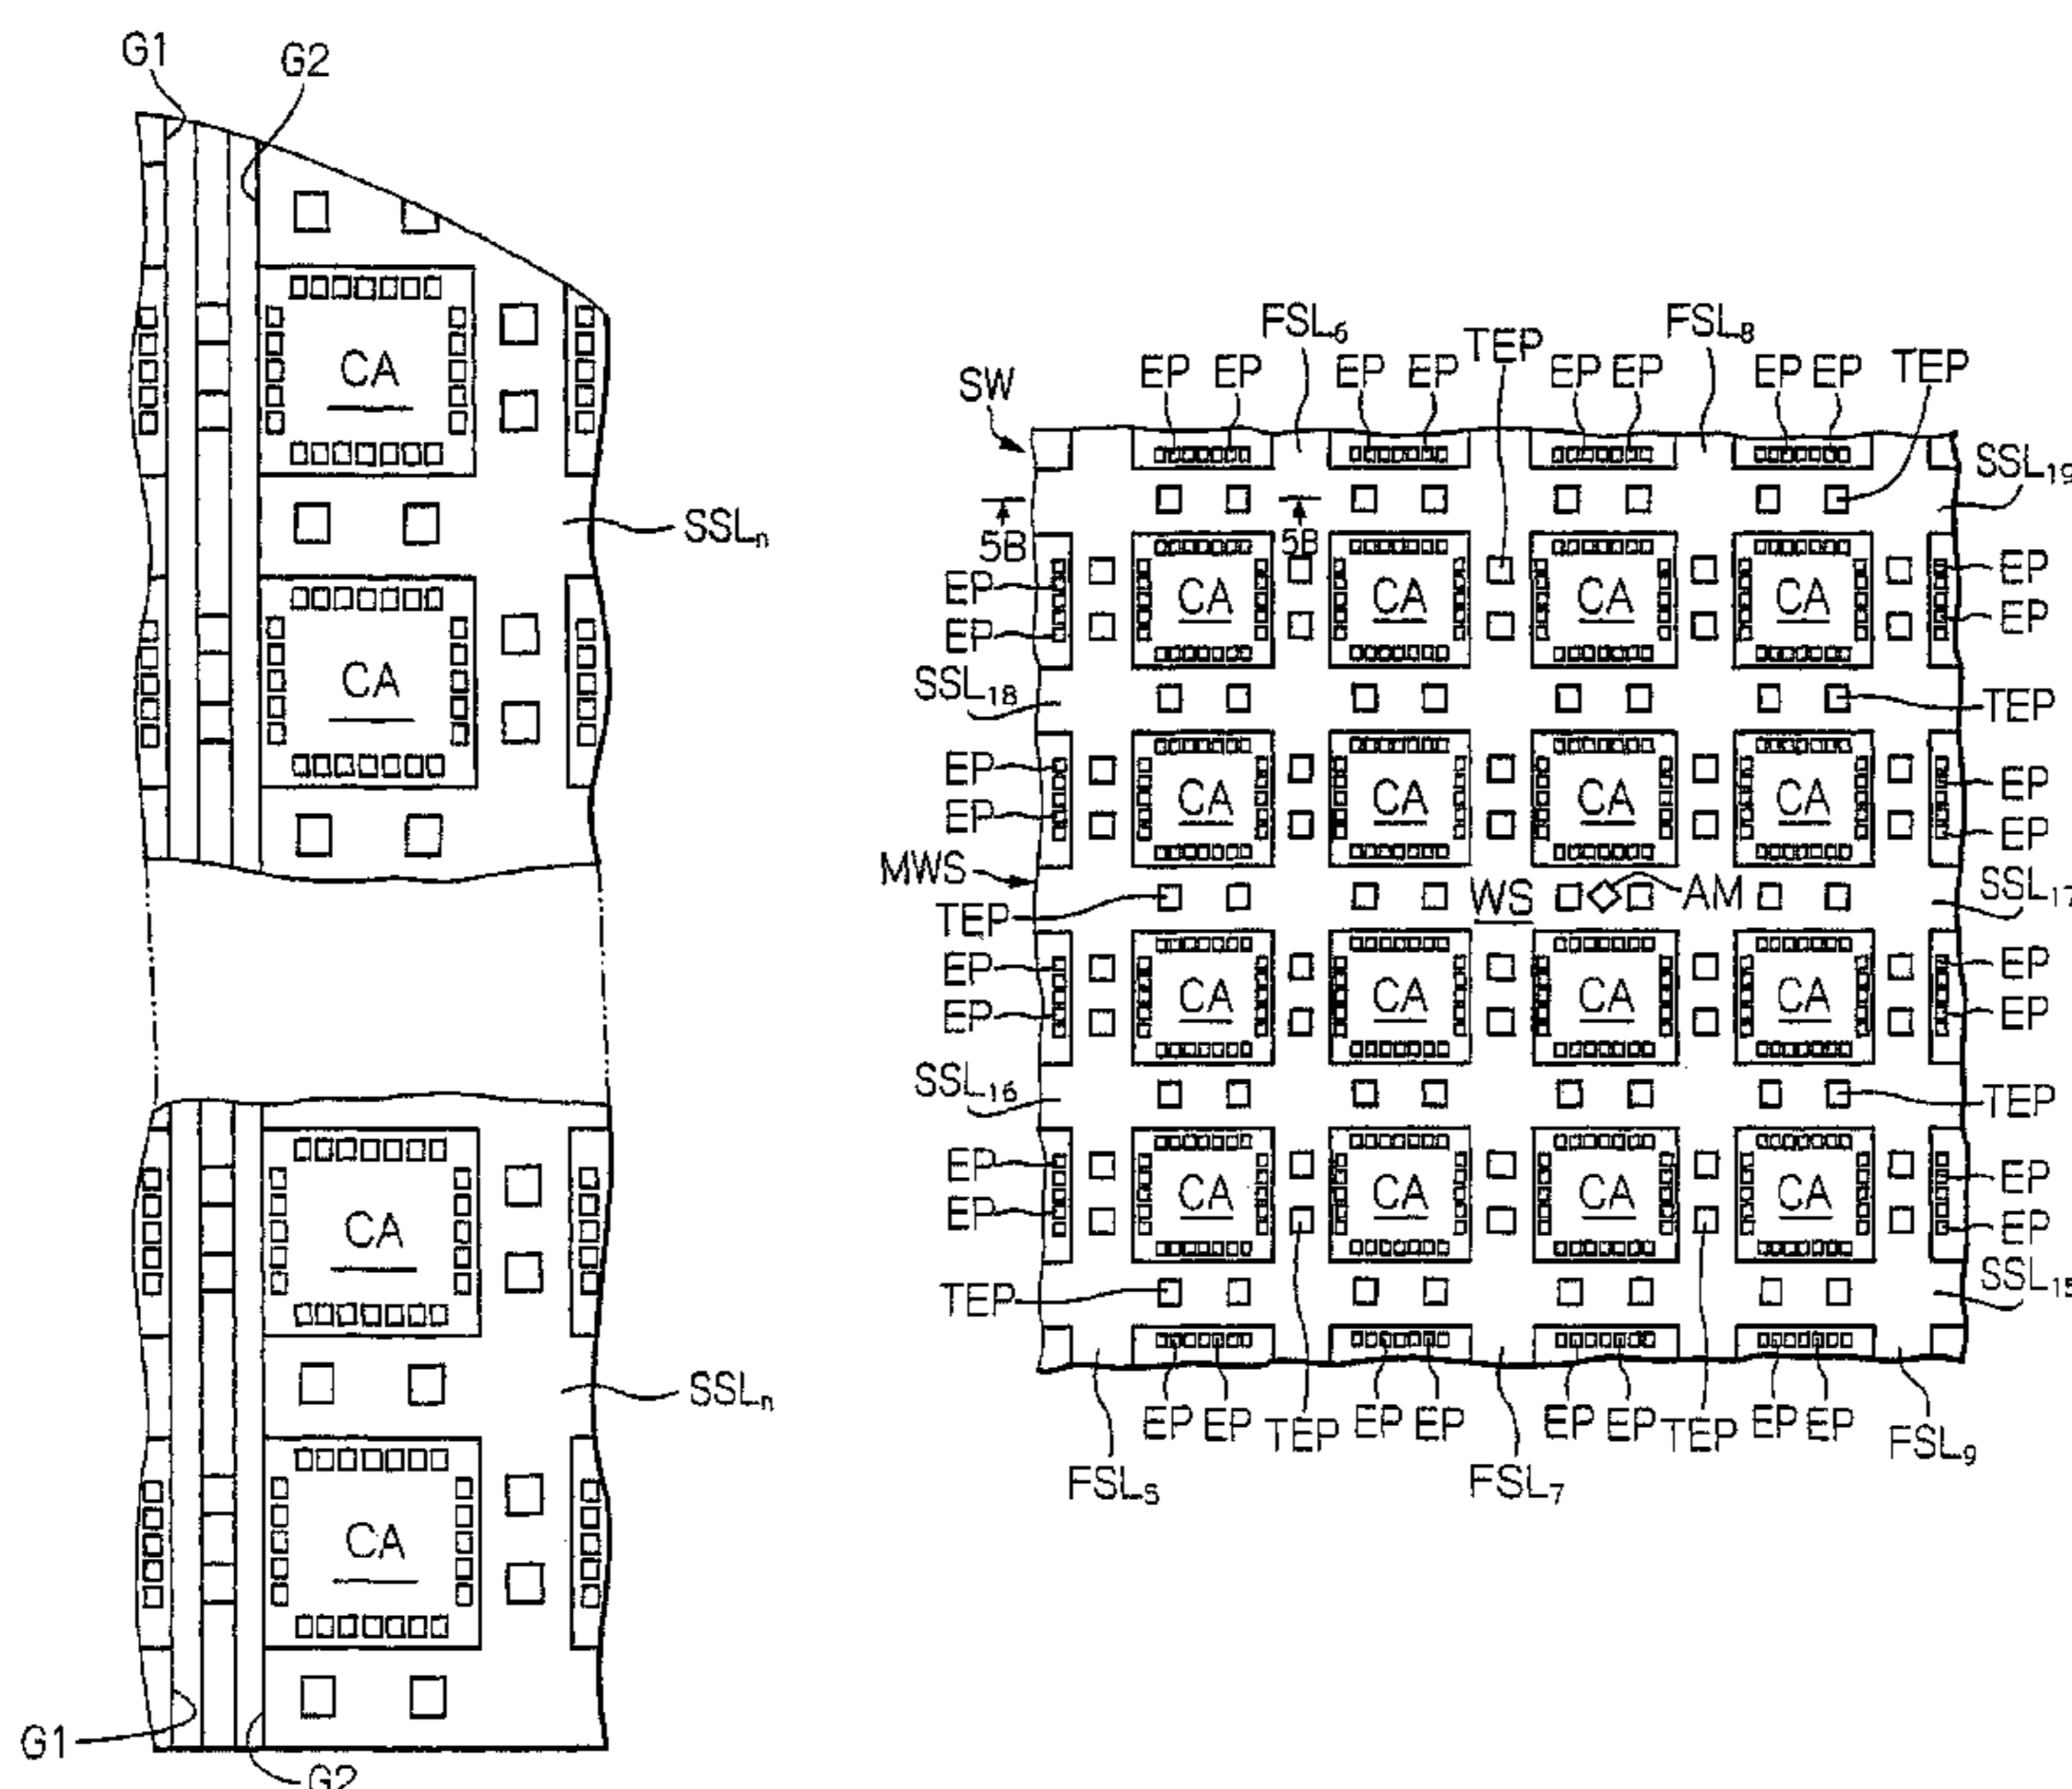 G1
G2
CA
SSLn
CA
CA
SSLn
CA
G1
G2
FSL6 TEP FSL8
SW EP EP EP EP EP EP EP EP TEP
SSL19
5B 5B
EP CA CA CA CA EP
EP EP
SSL18 TEP
EP CA CA CA CA EP
EP EP
MWS WS AM SSL17
TEP
EP CA CA CA CA EP
EP EP
SSL16 TEP
EP CA CA CA CA EP
EP EP
TEP SSL15
EP EP TEP EP EP EP EP TEP EP EP
FSL5 FSL7 FSL9